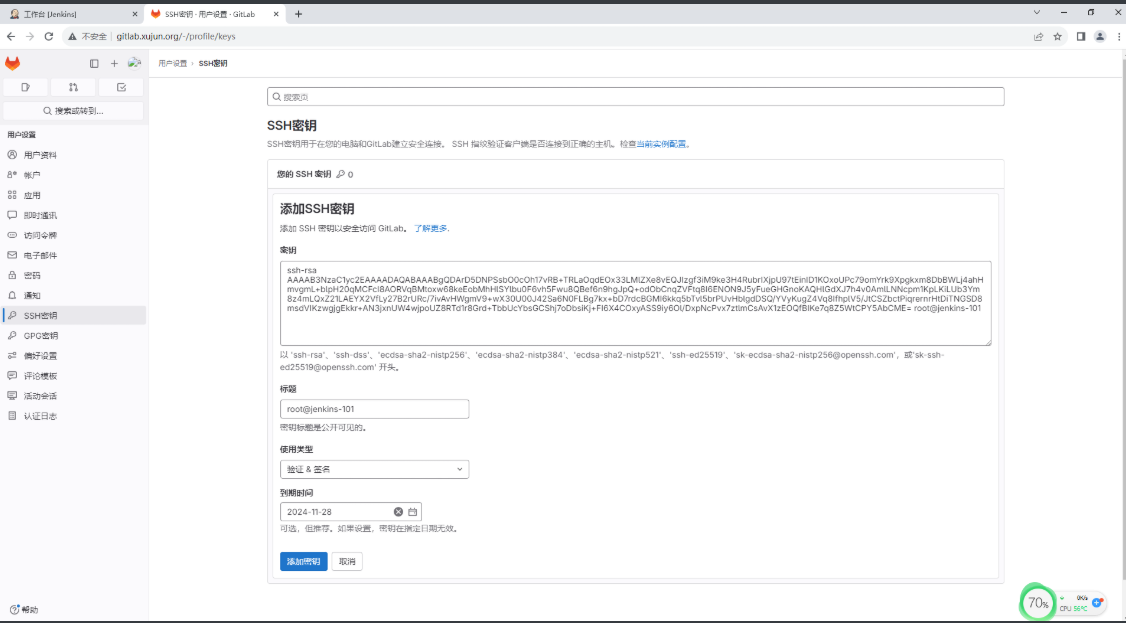 工作台 [Jenkins]
SSH密钥 · 用户设置 · GitLab
不安全 | gitlab.xujun.org/-/profile/keys
用户设置 › SSH密钥
搜索或转到...
搜索页
用户设置
用户资料
帐户
应用
即时通讯
访问令牌
电子邮件
密码
通知
SSH密钥
GPG密钥
偏好设置
评论模板
活动会话
认证日志
帮助
SSH密钥
SSH密钥用于在您的电脑和GitLab建立安全连接。 SSH 指纹验证客户端是否连接到正确的主机。检查当前实例配置。
您的 SSH 密钥 0
添加SSH密钥
添加 SSH 密钥以安全访问 GitLab。 了解更多.
密钥
ssh-rsa
root@jenkins-101
以 'ssh-rsa'、'ssh-dss'、'ecdsa-sha2-nistp256'、'ecdsa-sha2-nistp384'、'ecdsa-sha2-nistp521'、'ssh-ed25519'、'sk-ecdsa-sha2-nistp256@openssh.com'，或'sk-ssh-
ed25519@openssh.com' 开头。
标题
root@jenkins-101
密钥标题是公开可见的。
使用类型
验证 & 签名
到期时间
2024-11-28
可选，但推荐。如果设置，密钥在指定日期无效。
添加密钥 取消
70%
0K/s
CPU 56°C